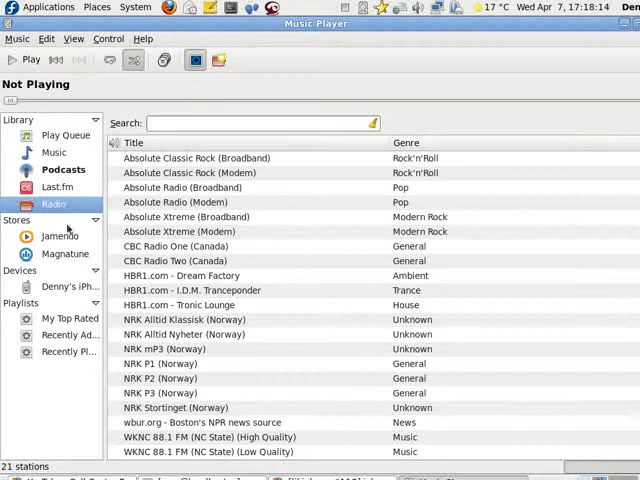 Applications Places System 17 °C Wed Apr 7, 17:18:14 Den
Music Player
Music Edit View Control Help
Play
Not Playing
Library
Play Queue
Music
Podcasts
Last.fm
Radio
Stores
Jamendo
Magnatune
Devices
Denny's iPh...
Playlists
My Top Rated
Recently Ad...
Recently Pl...
Search:
Title Genre
Absolute Classic Rock (Broadband) Rock'n'Roll
Absolute Classic Rock (Modem) Rock'n'Roll
Absolute Radio (Broadband) Pop
Absolute Radio (Modem) Pop
Absolute Xtreme (Broadband) Modern Rock
Absolute Xtreme (Modem) Modern Rock
CBC Radio One (Canada) General
CBC Radio Two (Canada) General
HBR1.com - Dream Factory Ambient
HBR1.com - I.D.M. Tranceponder Trance
HBR1.com - Tronic Lounge House
NRK Alltid Klassisk (Norway) Unknown
NRK Alltid Nyheter (Norway) Unknown
NRK mP3 (Norway) Unknown
NRK P1 (Norway) General
NRK P2 (Norway) General
NRK P3 (Norway) General
NRK Stortinget (Norway) Unknown
wbur.org - Boston's NPR news source News
WKNC 88.1 FM (NC State) (High Quality) Music
WKNC 88.1 FM (NC State) (Low Quality) Music
21 stations